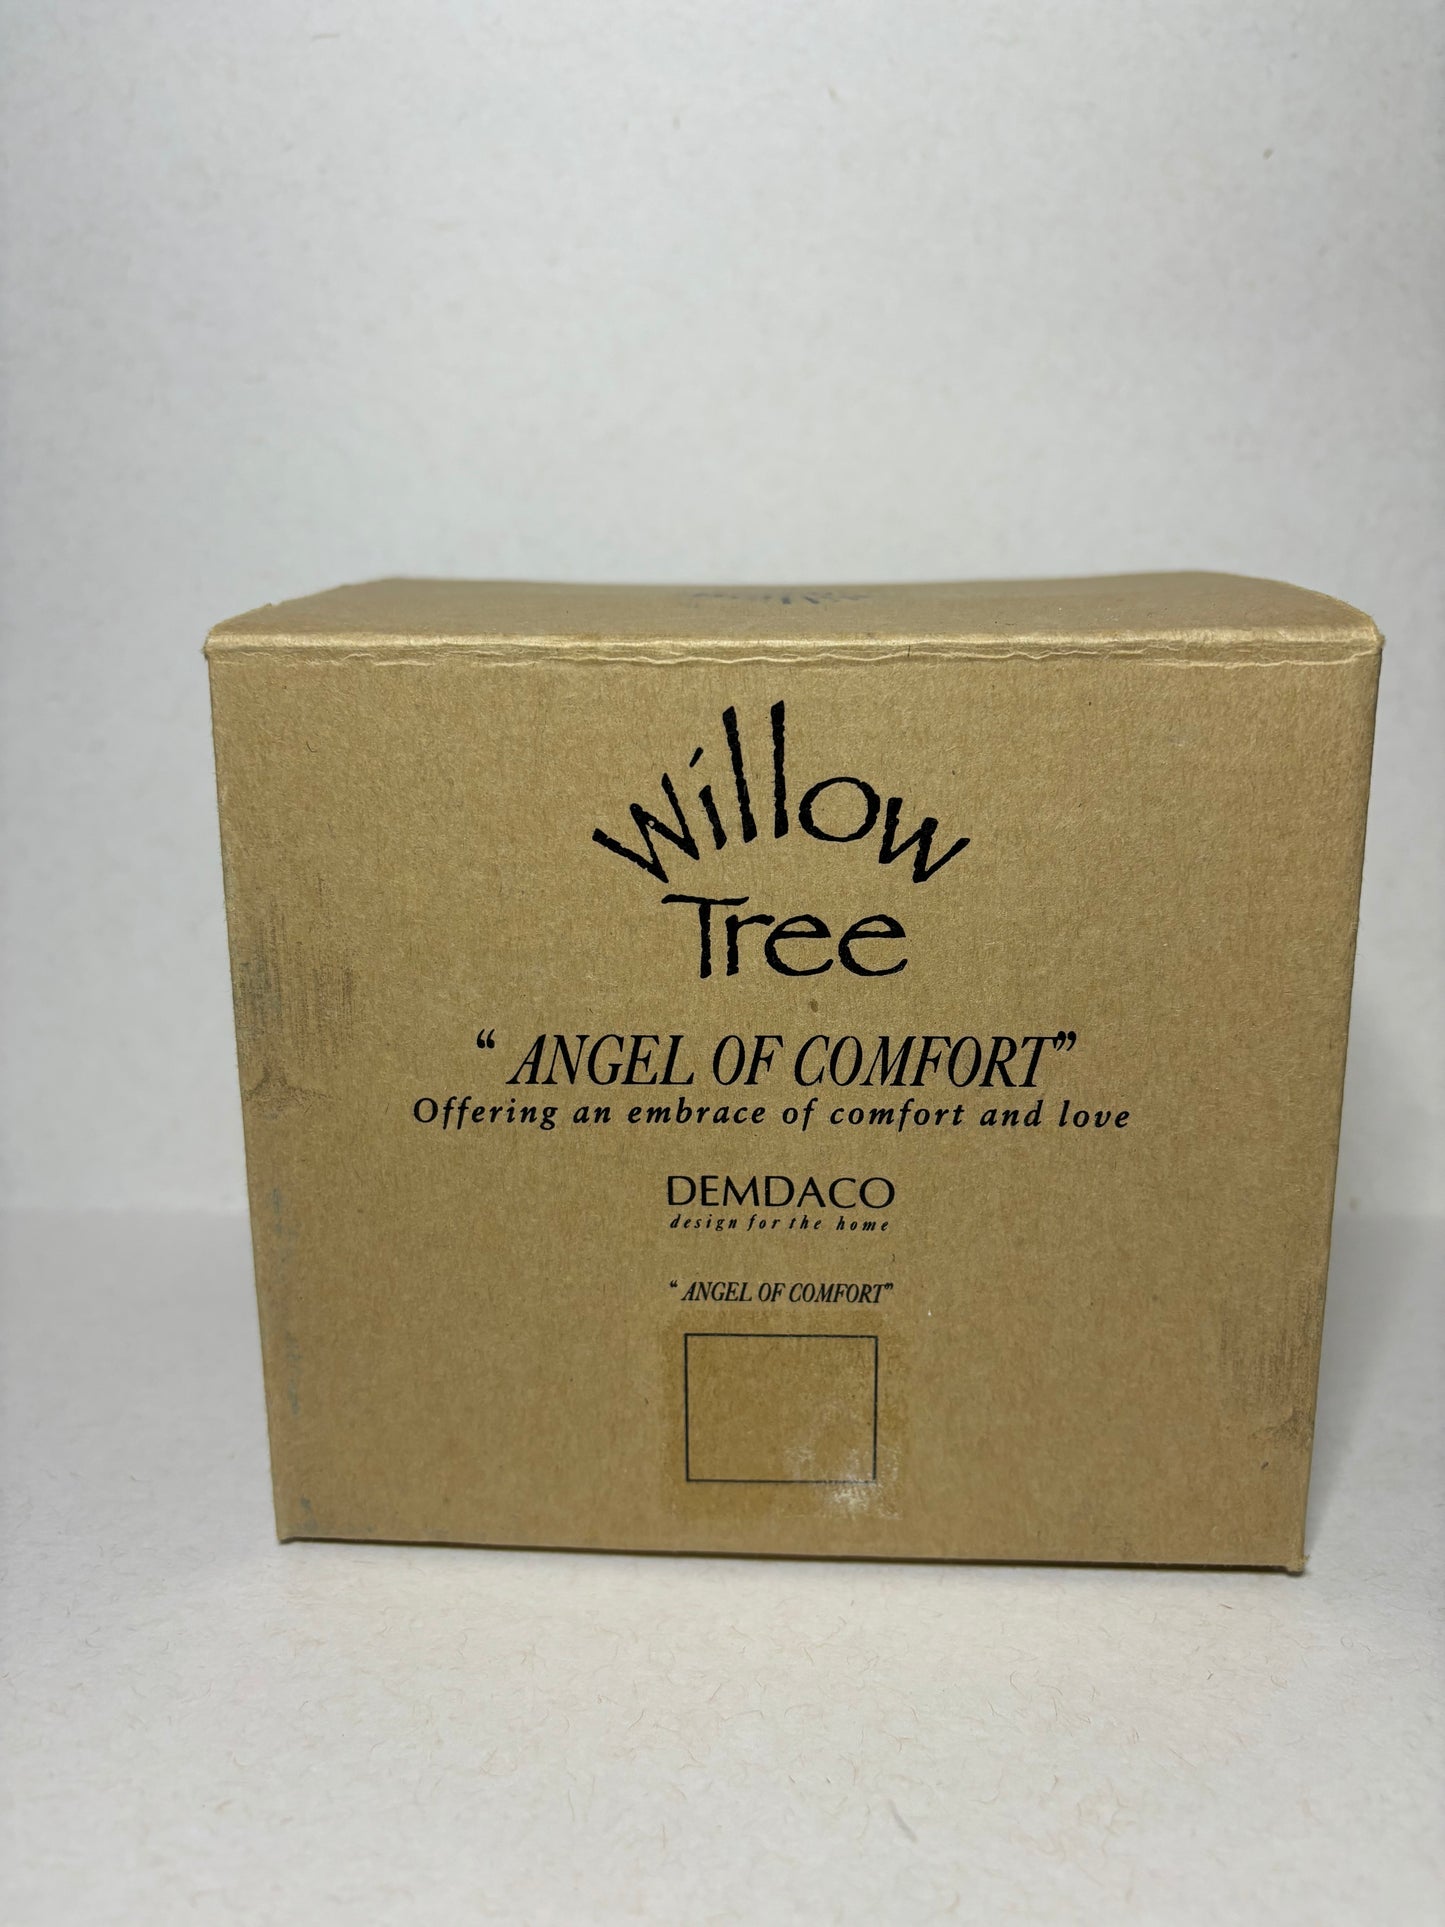 Willow
Tree
“ ANGEL OF COMFORT”
Offering an embrace of comfort and love
DEMDACO
design for the home
“ ANGEL OF COMFORT”